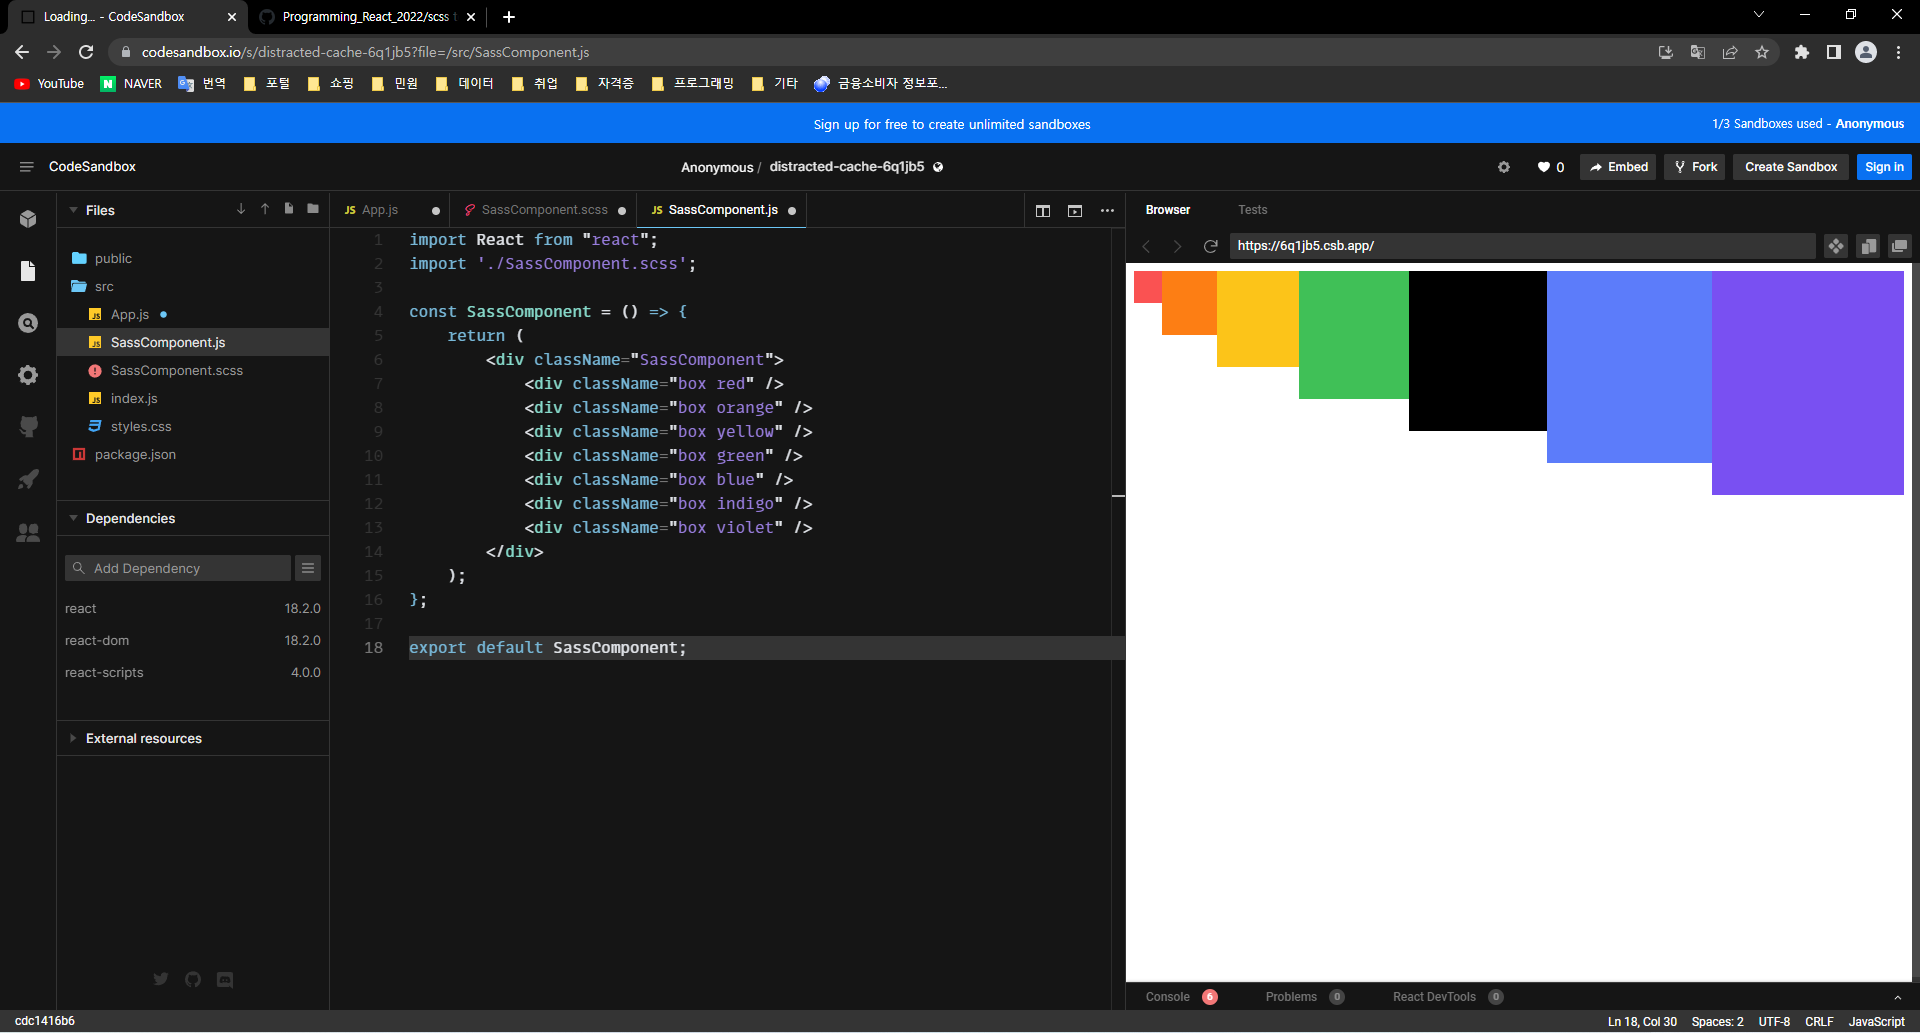 Loading... - CodeSandbox
Programming_React_2022/scss
codesandbox.io/s/distracted-cache-6q1jb5?file=/src/SassComponent.js
YouTube NAVER 번역 포털 쇼핑 민원 데이터 취업 자격증 프로그래밍 기타 금융소비자 정보포...
Sign up for free to create unlimited sandboxes
1/3 Sandboxes used - Anonymous
CodeSandbox
Anonymous / distracted-cache-6q1jb5
0 Embed Fork Create Sandbox Sign in
Files
public
src
App.js
SassComponent.js
SassComponent.scss
index.js
styles.css
package.json
Dependencies
Add Dependency
react 18.2.0
react-dom 18.2.0
react-scripts 4.0.0
External resources
JS App.js SassComponent.scss JS SassComponent.js
1 import React from "react";
2 import './SassComponent.scss';
3
4 const SassComponent = () => {
5 return (
6 <div className="SassComponent">
7 <div className="box red" />
8 <div className="box orange" />
9 <div className="box yellow" />
10 <div className="box green" />
11 <div className="box blue" />
12 <div className="box indigo" />
13 <div className="box violet" />
14 </div>
15 );
16 };
17
18 export default SassComponent;
Browser Tests
https://6q1jb5.csb.app/
Console 6 Problems 0 React DevTools 0
cdc1416b6
Ln 18, Col 30 Spaces: 2 UTF-8 CRLF JavaScript